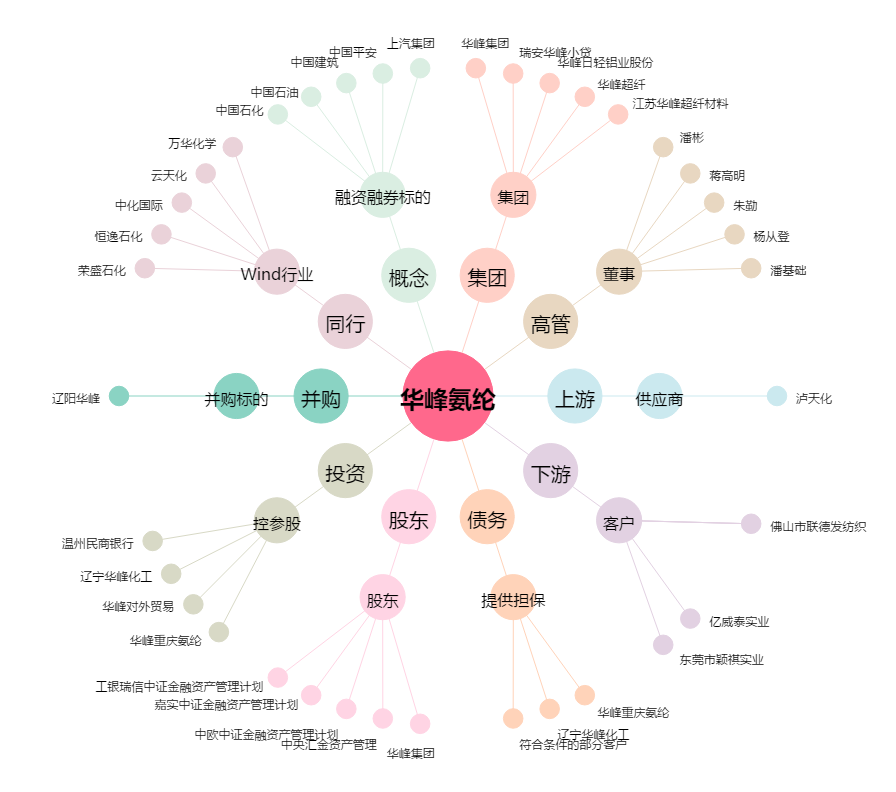 上汽集团
华峰集团
中国平安
瑞安华峰小贷
中国建筑
华峰日轻铝业股份
中国石油
华峰超纤
中国石化
江苏华峰超纤材料
万华化学
潘彬
云天化
蒋高明
融资融券标的
集团
中化国际
朱勤
恒逸石化
杨从登
荣盛石化
Wind行业
概念
集团
董事
潘基础
同行
高管
辽阳华峰
并购标的
并购
华峰氨纶
上游
供应商
泸天化
投资
下游
控参股
股东
债务
客户
佛山市联德发纺织
温州民商银行
辽宁华峰化工
华峰对外贸易
股东
提供担保
亿威泰实业
华峰重庆氨纶
东莞市颖祺实业
工银瑞信中证金融资产管理计划
嘉实中证金融资产管理计划
华峰重庆氨纶
中欧中证金融资产管理计划
辽宁华峰化工
中央汇金资产管理
符合条件的部分客户
华峰集团